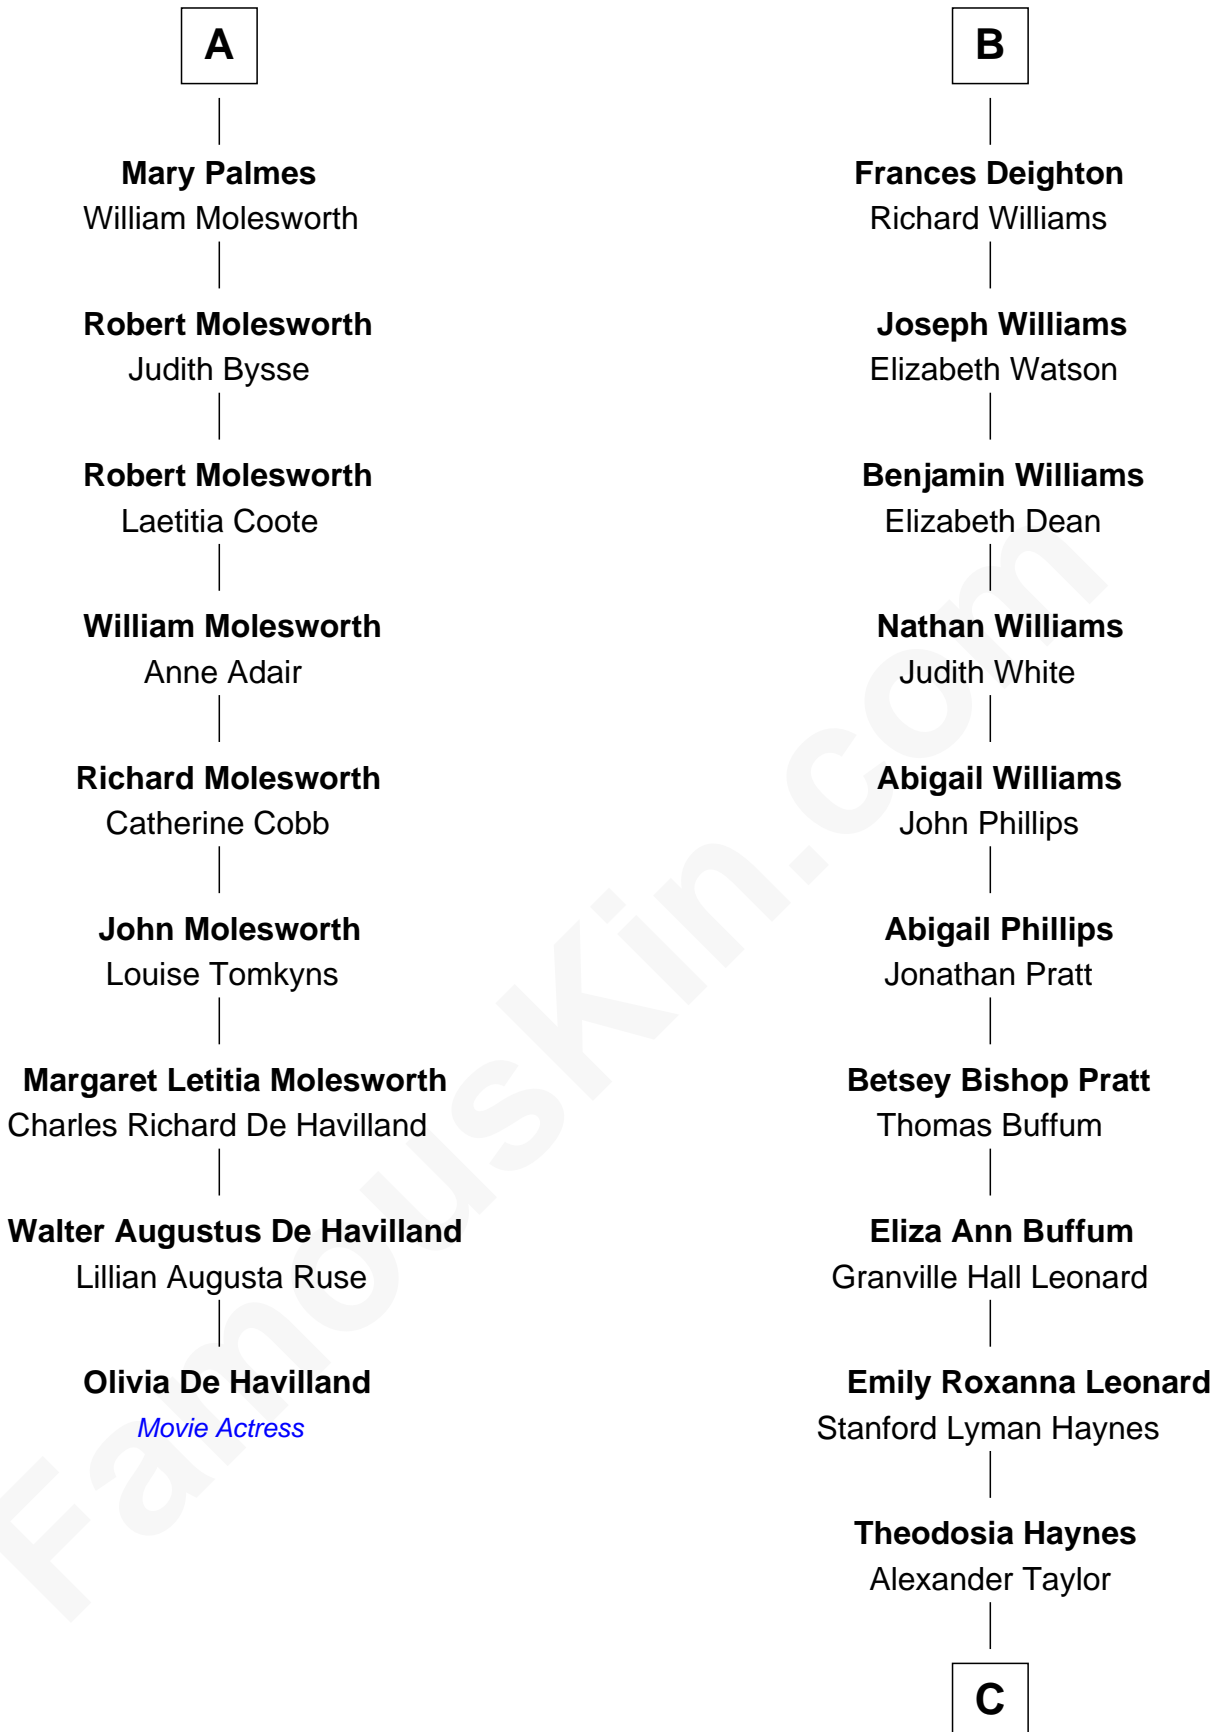 A
Mary Palmes
William Molesworth
Robert Molesworth
Judith Bysse
Robert Molesworth
Laetitia Coote
William Molesworth
Anne Adair
Richard Molesworth
Catherine Cobb
John Molesworth
Louise Tomkyns
Margaret Letitia Molesworth
Charles Richard De Havilland
Walter Augustus De Havilland
Lillian Augusta Ruse
Olivia De Havilland
Movie Actress
B
Frances Deighton
Richard Williams
Joseph Williams
Elizabeth Watson
Benjamin Williams
Elizabeth Dean
Nathan Williams
Judith White
Abigail Williams
John Phillips
Abigail Phillips
Jonathan Pratt
Betsey Bishop Pratt
Thomas Buffum
Eliza Ann Buffum
Granville Hall Leonard
Emily Roxanna Leonard
Stanford Lyman Haynes
Theodosia Haynes
Alexander Taylor
C
FamousKin.com